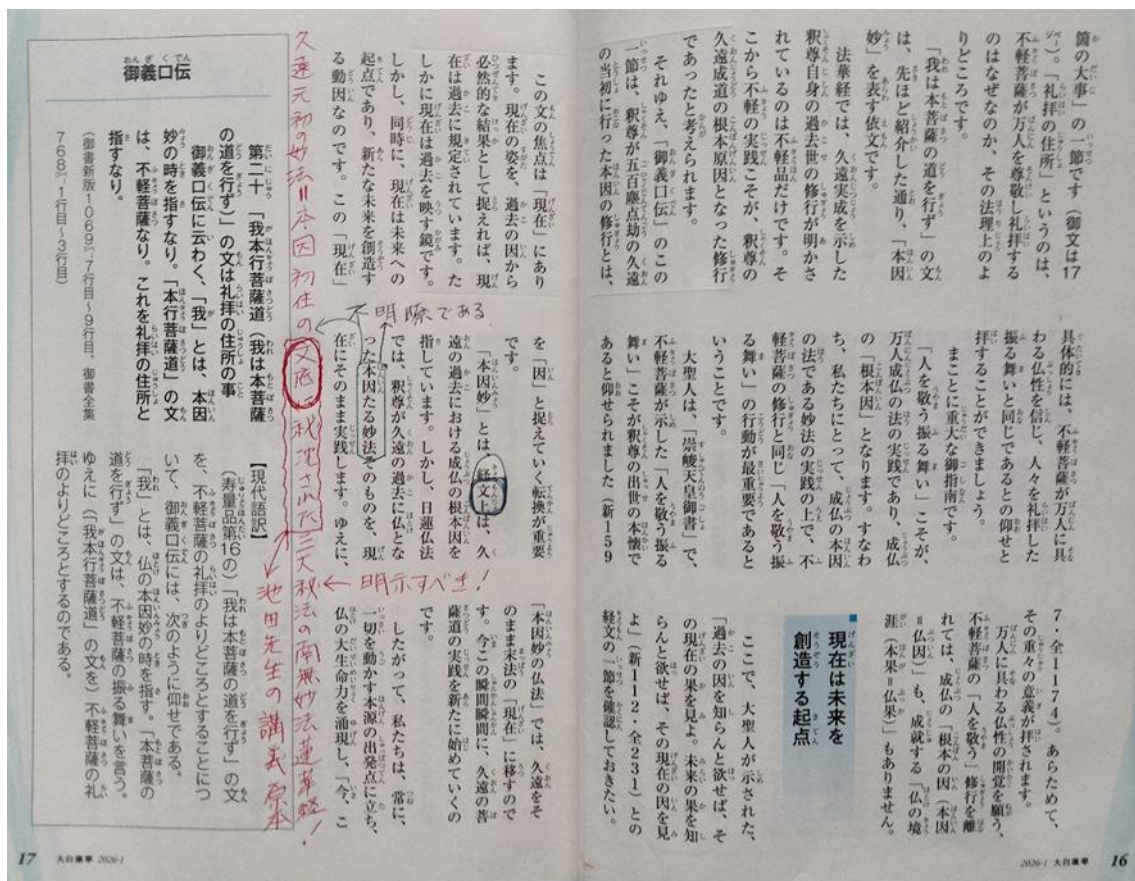 箇の大事」の一節です(御文は17
ページ)。「礼拝の住所」というのは、
不軽菩薩が万人を尊敬し礼拝する
のはなぜなのか、その法理上のよ
りどころです。
「我は本菩薩の道を行ず」の文
は、先ほど紹介した通り、「本因
妙」を表す依文です。
法華経では、久遠実成を示した
釈尊自身の過去世の修行が明かさ
れているのは不軽品だけです。そ
こから不軽の実践こそが、釈尊の
久遠成道の根本原因となった修行
であったと考えられます。
それゆえ、「御義口伝」のこの
一節は、釈尊が五百塵点劫の久遠
の当初に行った本因の修行とは、
具体的には、不軽菩薩が万人に具
わる仏性を信じ、人々を礼拝した
振る舞いと同じであるとの仰せと
拝することができましょう。
まことに重大な御指南です。
「人を敬う振る舞い」こそが、
万人成仏の法の実践であり、成仏
の「根本因」となります。すなわ
ち、私たちにとって、成仏の本因
の法である妙法の実践の上で、不
軽菩薩の修行と同じ「人を敬う振
る舞い」の行動が最重要であると
いうことです。
大聖人は、「崇峻天皇御書」で、
不軽菩薩が示した「人を敬う振る
舞い」こそが釈尊の出世の本懐で
あると仰せられました(新159
7・全1174)。あらためて、
その重々の意義が拝されます。
万人に具わる仏性の開覚を願う、
不軽菩薩の「人を敬う」修行を離
れては、成仏の「根本の因(本因
=仏因)」も、成就する「仏の境
涯(本果=仏果)」もありません。
現在は未来を
創造する起点
ここで、大聖人が示された、
「過去の因を知らんと欲せば、そ
の現在の果を見よ。未来の果を知
らんと欲せば、その現在の因を見
よ」(新112・全231)との
経文の一節を確認しておきたい。
2026・1 大白蓮華 16
この文の焦点は「現在」にあり
ます。現在の姿を、過去の因から
必然的な結果として捉えれば、現
在は過去に規定されています。た
しかに現在は過去を映す鏡です。
しかし、同時に、現在は未来への
起点であり、新たな未来を創造す
る動因なのです。この「現在」
を「因」と捉えていく転換が重要
です。
「本因妙」とは、経文上は、久
遠の過去における成仏の根本因を
指しています。しかし、日蓮仏法
では、釈尊が久遠の過去に仏とな
った本因たる妙法そのものを、現
在にそのまま実践します。ゆえに、
「本因妙の仏法」では、久遠をそ
のまま末法の「現在」に移すので
す。今この瞬間瞬間に、久遠の菩
薩道の実践を新たに始めていくの
です。
したがって、私たちは、常に、
一切を動かす本源の出発点に立ち、
仏の大生命力を涌現し、「今、こ
不明瞭である
久遠元初の妙法=本因初住の文底に秘沈された三大秘法の南無妙法蓮華経!
←明示すべき!
池田先生の講義原本
御義口伝
第二十 「我本行菩薩道(我は本菩薩
の道を行ず)」の文は礼拝の住所の事
御義口伝に云わく、「我」とは、本因
妙の時を指すなり。「本行菩薩道」の文
は、不軽菩薩なり。これを礼拝の住所と
指すなり。
(御書新版1069ページ7行目~9行目、御書全集
768ページ1行目~3行目)
【現代語訳】
(寿量品第16の)「我は本菩薩の道を行ず」の文
を、不軽菩薩の礼拝のよりどころとすることにつ
いて、御義口伝には、次のように仰せである。
「我」とは、仏の本因妙の時を指す。「本菩薩の
道を行ず」の文は、不軽菩薩の振る舞いを言う。
ゆえに(「我本行菩薩道」の文を)不軽菩薩の礼
拝のよりどころとするのである。
17 大白蓮華 2026・1